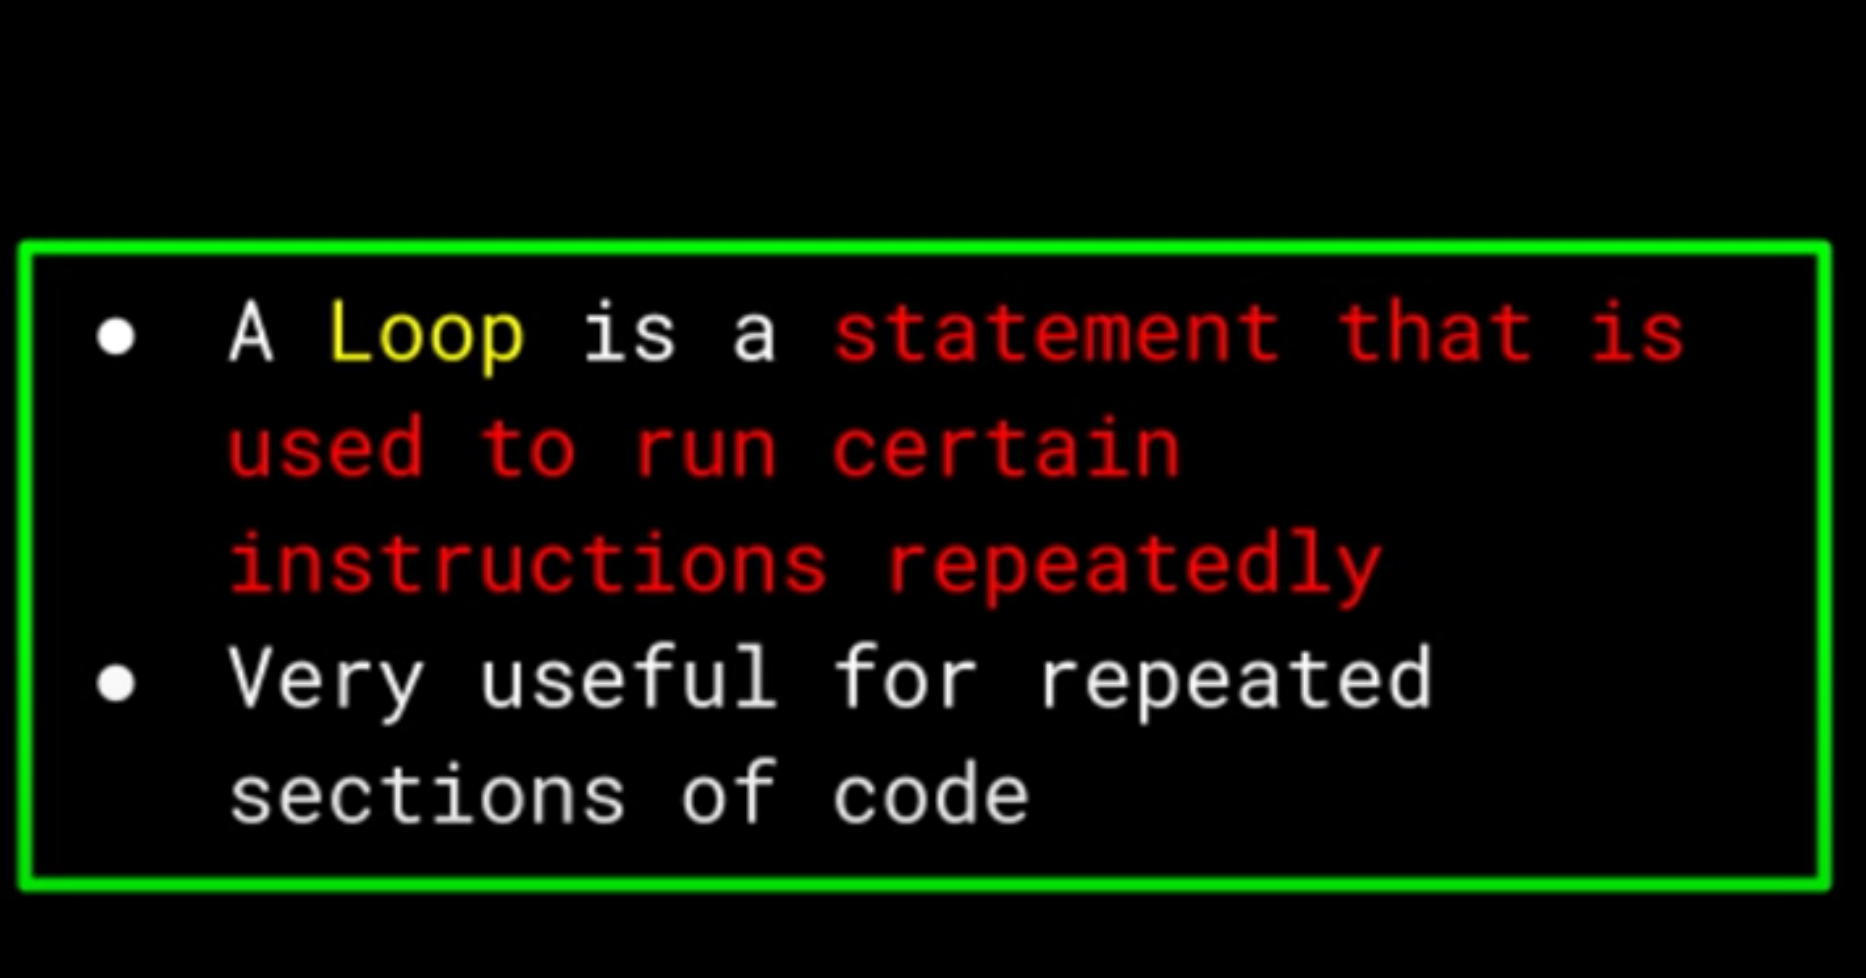 • A Loop is a statement that is
used to run certain
instructions repeatedly
• Very useful for repeated
sections of code